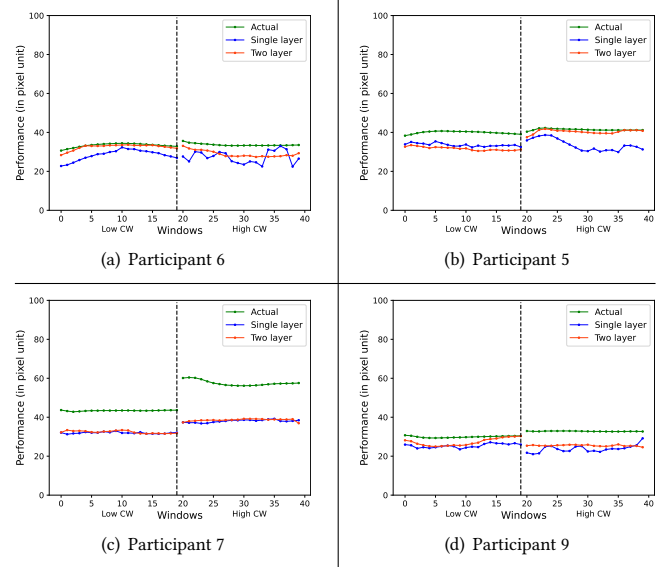 100
80
60
40
20
0
Performance (in pixel unit)
Actual
Single layer
Two layer
0 5 10 15 20 25 30 35 40
Low CW Windows High CW
(a) Participant 6
100
80
60
40
20
0
Performance (in pixel unit)
Actual
Single layer
Two layer
0 5 10 15 20 25 30 35 40
Low CW Windows High CW
(b) Participant 5
100
80
60
40
20
0
Performance (in pixel unit)
Actual
Single layer
Two layer
0 5 10 15 20 25 30 35 40
Low CW Windows High CW
(c) Participant 7
100
80
60
40
20
0
Performance (in pixel unit)
Actual
Single layer
Two layer
0 5 10 15 20 25 30 35 40
Low CW Windows High CW
(d) Participant 9